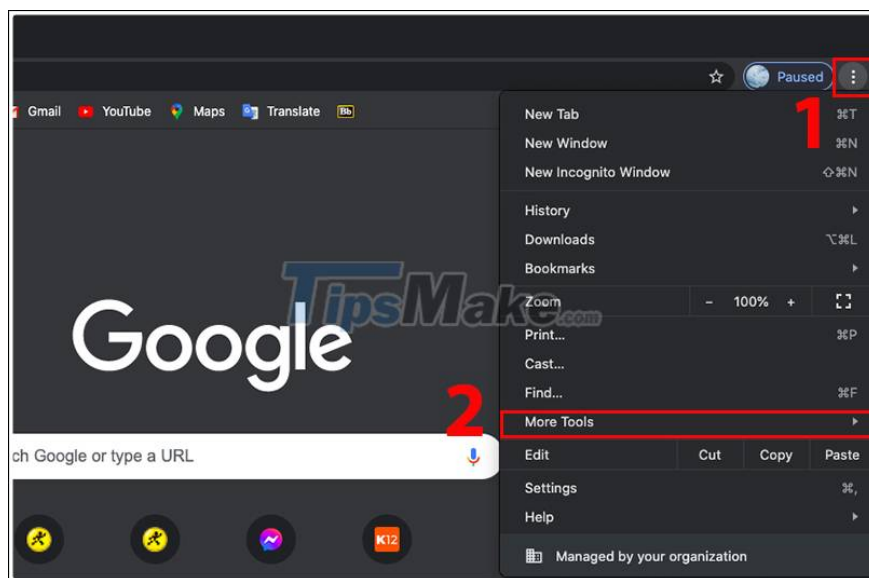 Paused
Gmail YouTube Maps Translate Bb
1
New Tab ⌘T
New Window ⌘N
New Incognito Window ⇧⌘N
History
Downloads ⌥⌘L
Bookmarks
Zoom - 100% +
TipsMake.com
Print... ⌘P
Google
Cast...
Find... ⌘F
2
More Tools
Edit Cut Copy Paste
ch Google or type a URL
Settings ⌘,
Help
K12
Managed by your organization